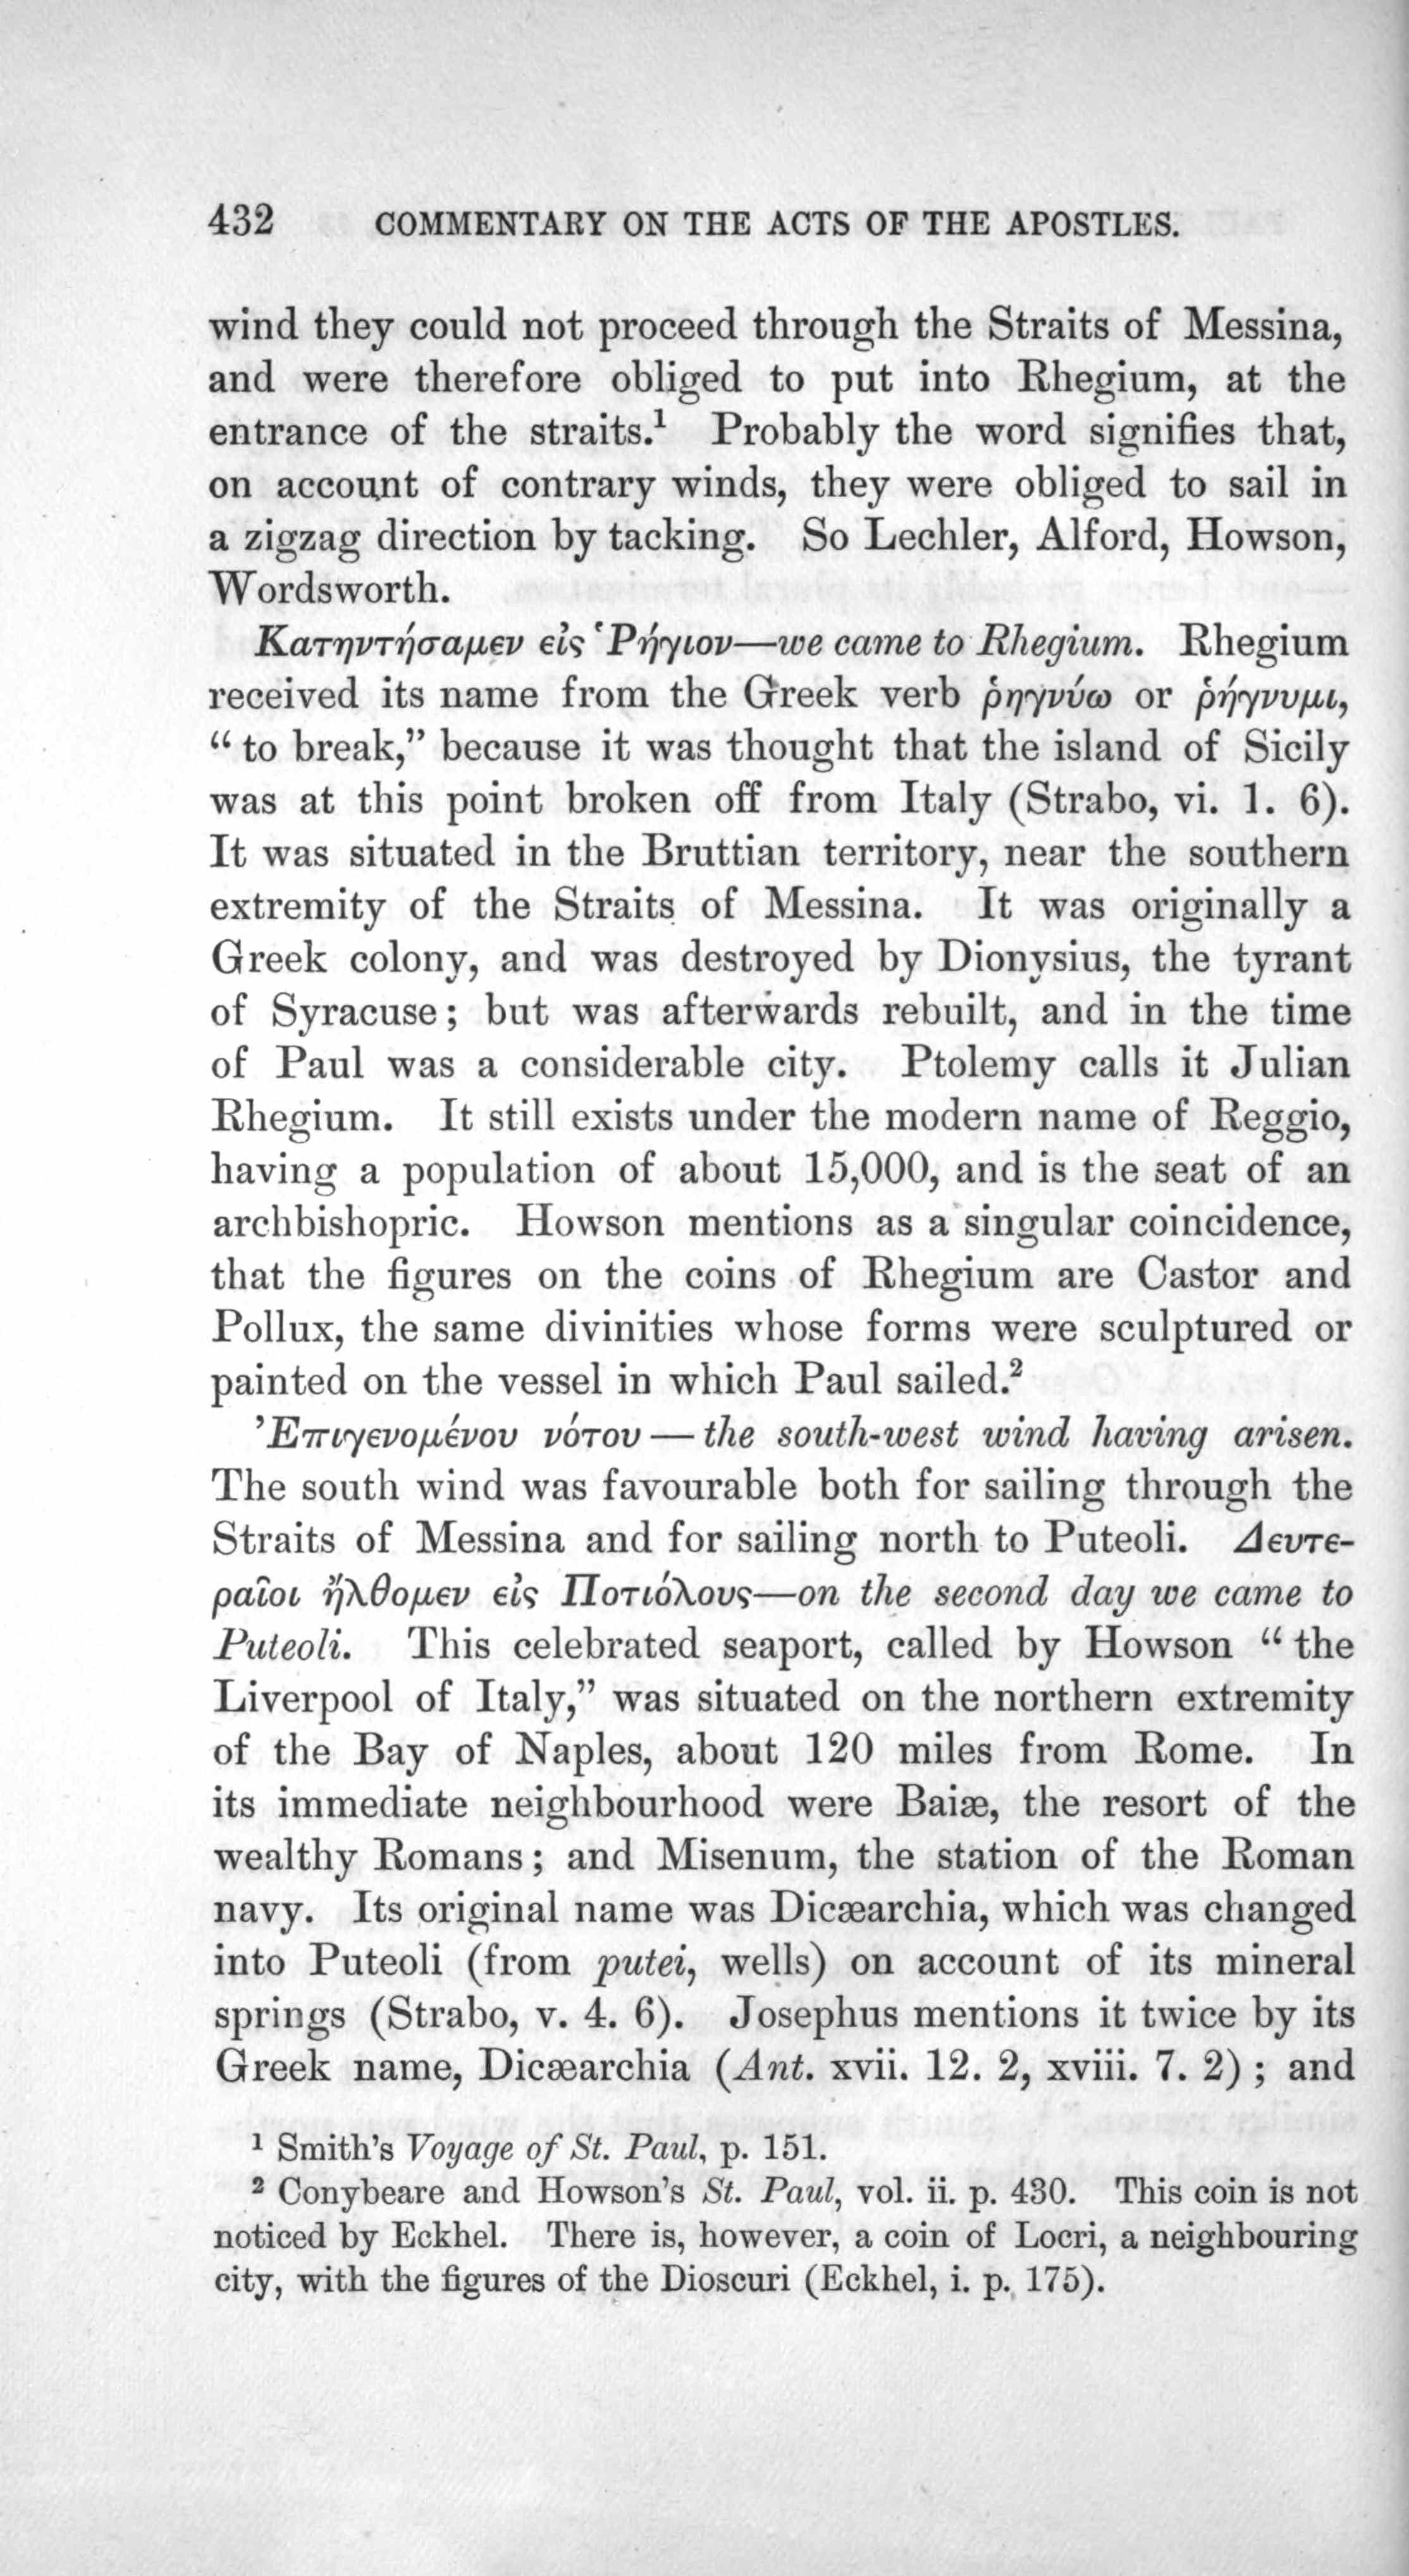 432 COMMENTARY ON THE ACTS OF THE APOSTLES.
wind they could not proceed through the Straits of Messina,
and were therefore obliged to put into Rhegium, at the
entrance of the straits.¹ Probably the word signifies that,
on account of contrary winds, they were obliged to sail in
a zigzag direction by tacking. So Lechler, Alford, Howson,
Wordsworth.
Κατηντήσαμεν εἰς Ῥήγιον—we came to Rhegium. Rhegium
received its name from the Greek verb ῥηγνύω or ῥήγνυμι,
“to break,” because it was thought that the island of Sicily
was at this point broken off from Italy (Strabo, vi. 1. 6).
It was situated in the Bruttian territory, near the southern
extremity of the Straits of Messina. It was originally a
Greek colony, and was destroyed by Dionysius, the tyrant
of Syracuse; but was afterwards rebuilt, and in the time
of Paul was a considerable city. Ptolemy calls it Julian
Rhegium. It still exists under the modern name of Reggio,
having a population of about 15,000, and is the seat of an
archbishopric. Howson mentions as a singular coincidence,
that the figures on the coins of Rhegium are Castor and
Pollux, the same divinities whose forms were sculptured or
painted on the vessel in which Paul sailed.²
Ἐπιγενομένου νότου — the south-west wind having arisen.
The south wind was favourable both for sailing through the
Straits of Messina and for sailing north to Puteoli. Δευτε-
ραῖοι ἤλθομεν εἰς Ποτιόλους—on the second day we came to
Puteoli. This celebrated seaport, called by Howson “the
Liverpool of Italy,” was situated on the northern extremity
of the Bay of Naples, about 120 miles from Rome. In
its immediate neighbourhood were Baiæ, the resort of the
wealthy Romans; and Misenum, the station of the Roman
navy. Its original name was Dicæarchia, which was changed
into Puteoli (from putei, wells) on account of its mineral
springs (Strabo, v. 4. 6). Josephus mentions it twice by its
Greek name, Dicæarchia (Ant. xvii. 12. 2, xviii. 7. 2); and
¹ Smith's Voyage of St. Paul, p. 151.
² Conybeare and Howson's St. Paul, vol. ii. p. 430. This coin is not
noticed by Eckhel. There is, however, a coin of Locri, a neighbouring
city, with the figures of the Dioscuri (Eckhel, i. p. 175).